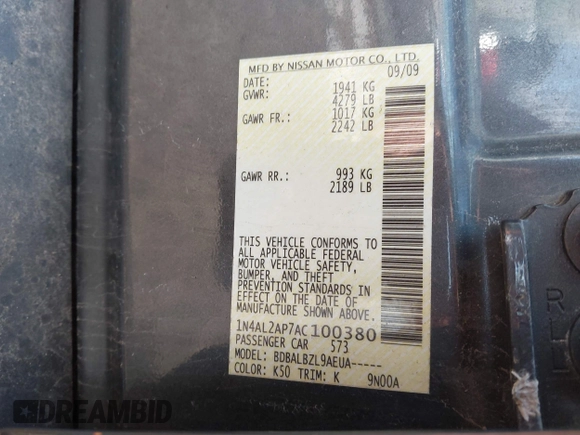 MFD BY NISSAN MOTOR CO., LTD.
DATE: 09/09
GVWR: 1941 KG
4279 LB
GAWR FR.: 1017 KG
2242 LB
GAWR RR.: 993 KG
2189 LB
THIS VEHICLE CONFORMS TO
ALL APPLICABLE FEDERAL
MOTOR VEHICLE SAFETY,
BUMPER, AND THEFT
PREVENTION STANDARDS IN
EFFECT ON THE DATE OF
MANUFACTURE SHOWN ABOVE.
1N4AL2AP7AC100380
PASSENGER CAR 573
MODEL: BDBALBZL9AEUA-----
COLOR: K50 TRIM: K 9N00A
DREAMBID